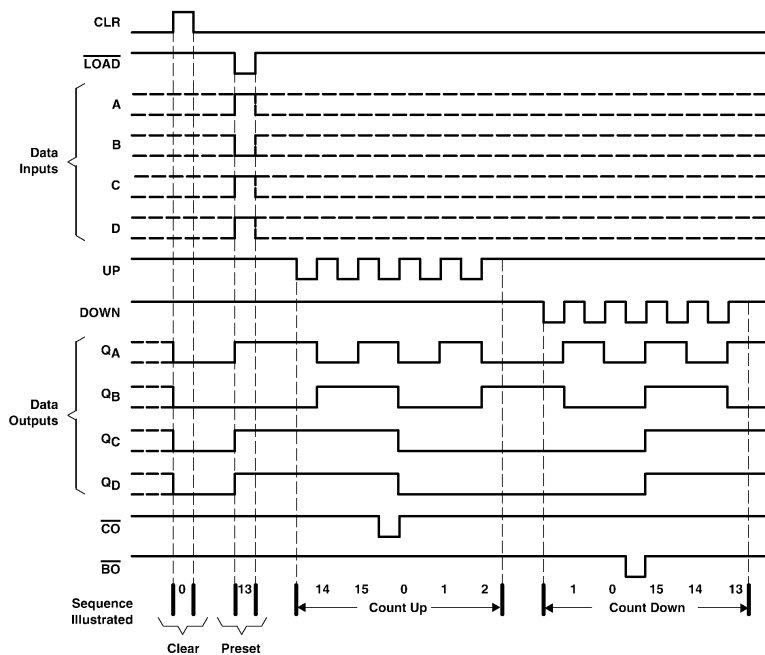 CLR
LOAD
A
B
Data
Inputs
C
D
UP
DOWN
QA
QB
Data
Outputs
QC
QD
CO
BO
0 13 14 15 0 1 2 1 0 15 14 13
Sequence
Illustrated
Count Up Count Down
Clear Preset